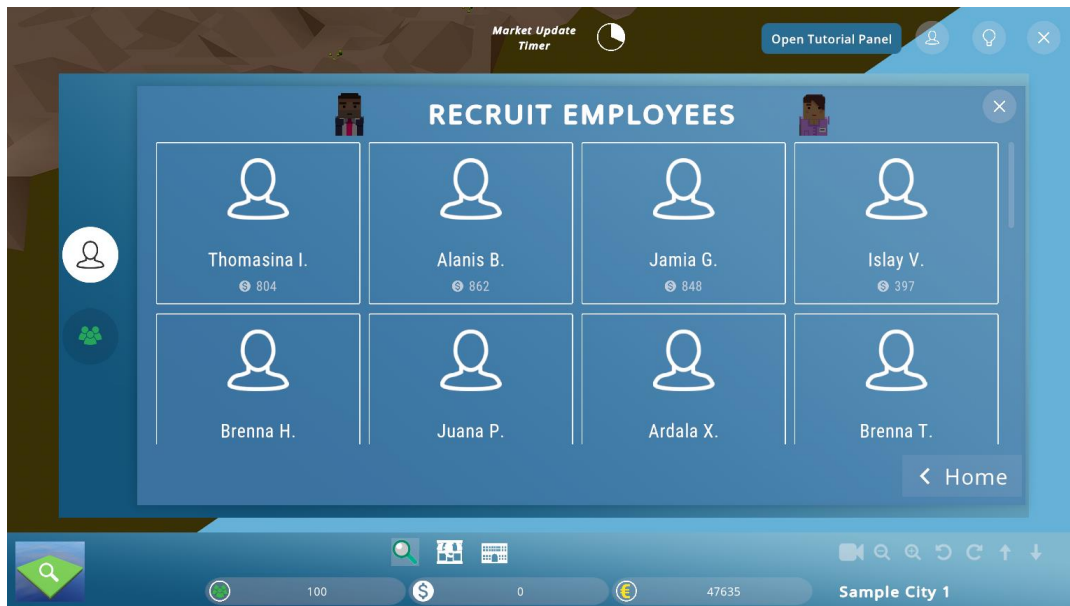 Market Update
Timer
Open Tutorial Panel
RECRUIT EMPLOYEES
Thomasina I.
804
Alanis B.
862
Jamia G.
848
Islay V.
397
Brenna H.
Juana P.
Ardala X.
Brenna T.
Home
100
0
47635
Sample City 1